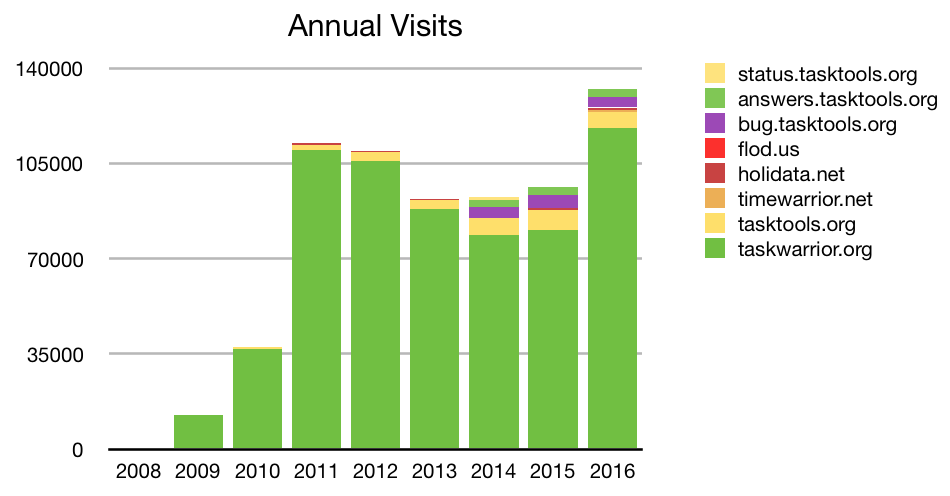 Annual Visits
140000
105000
70000
35000
0
2008 2009 2010 2011 2012 2013 2014 2015 2016
status.tasktools.org
answers.tasktools.org
bug.tasktools.org
flod.us
holidata.net
timewarrior.net
tasktools.org
taskwarrior.org